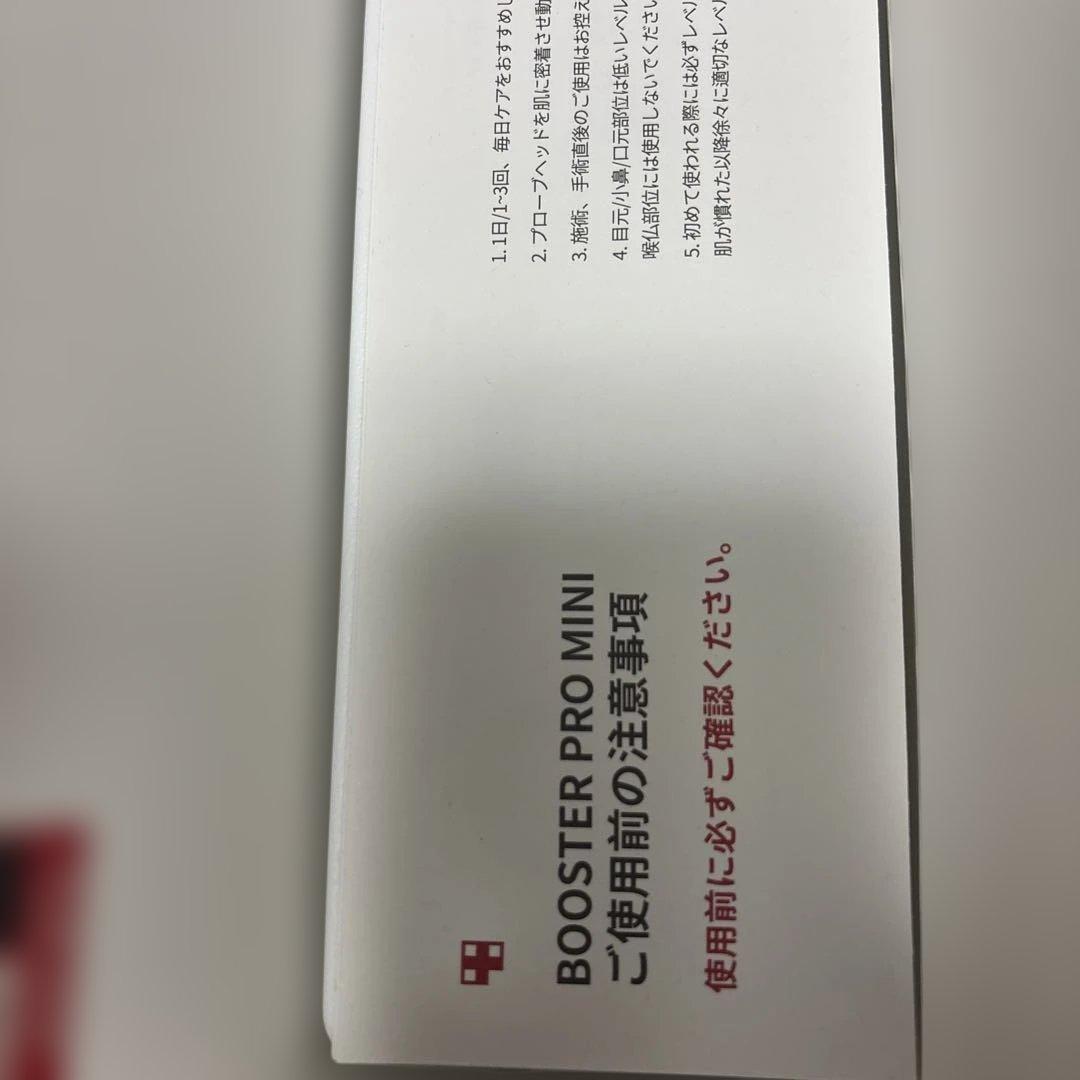 BOOSTER PRO MINI
ご使用前の注意事項
使用前に必ずご確認ください。
1. 1日/1~3回、毎日ケアをおすすめし
2. プローブヘッドを肌に密着させ動
3. 施術、手術直後のご使用はお控え
4. 目元/小鼻/口元部位は低いレベル
喉仏部位には使用しないでください
5. 初めて使われる際には必ずレベル
肌が慣れた以降徐々に適切なレベル